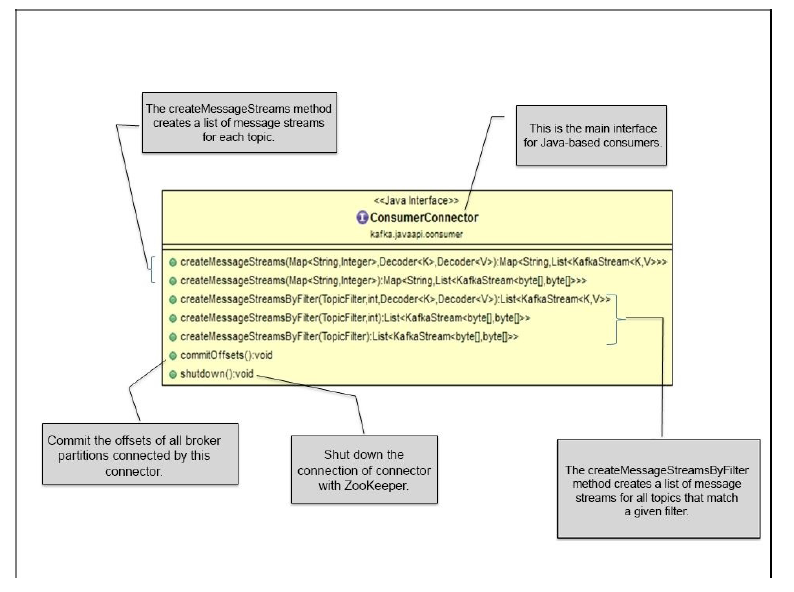 The createMessageStreams method
creates a list of message streams
for each topic.
This is the main interface
for Java-based consumers.
<<Java Interface>>
I ConsumerConnector
kafka.javaapi.consumer
createMessageStreams(Map<String,Integer>,Decoder<K>,Decoder<V>):Map<String,List<KafkaStream<K,V>>>
createMessageStreams(Map<String,Integer>):Map<String,List<KafkaStream<byte[],byte[]>>>
createMessageStreamsByFilter(TopicFilter,int,Decoder<K>,Decoder<V>):List<KafkaStream<K,V>>
createMessageStreamsByFilter(TopicFilter,int):List<KafkaStream<byte[],byte[]>>
createMessageStreamsByFilter(TopicFilter):List<KafkaStream<byte[],byte[]>>
commitOffsets():void
shutdown():void
Commit the offsets of all broker
partitions connected by this
connector.
Shut down the
connection of connector
with ZooKeeper.
The createMessageStreamsByFilter
method creates a list of message
streams for all topics that match
a given filter.